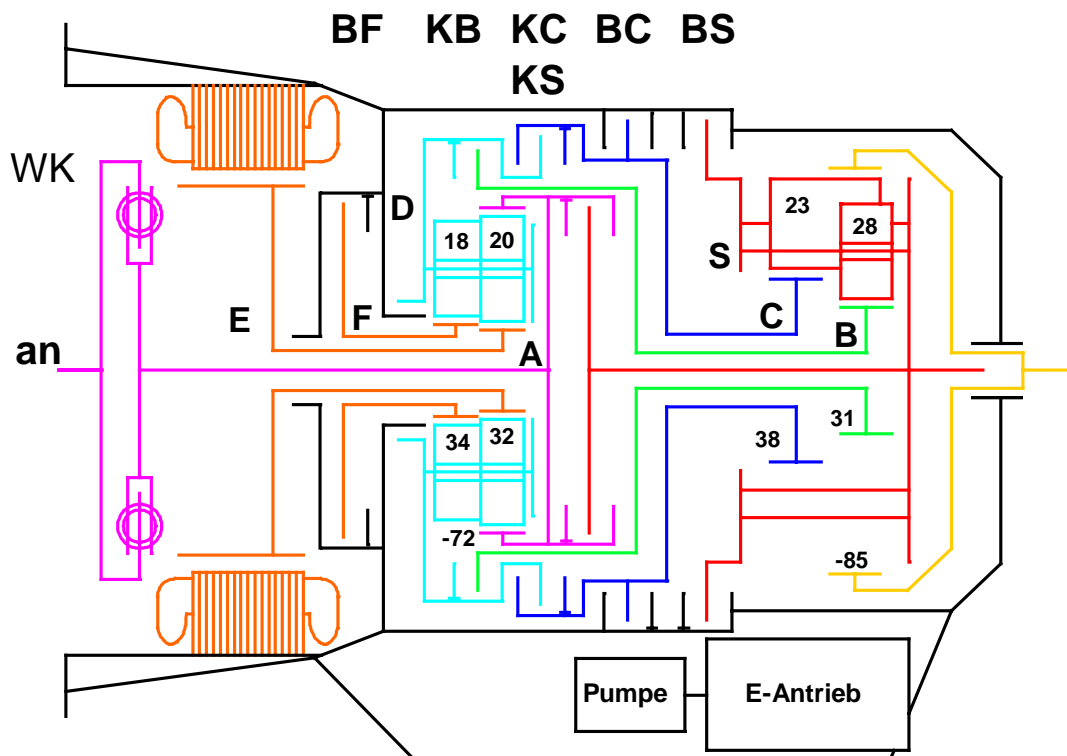 BF KB KC BC BS
KS
WK
D
23
18 20 28
S
E F C B
an A
34 32 38 31
-72 -85
Pumpe E-Antrieb